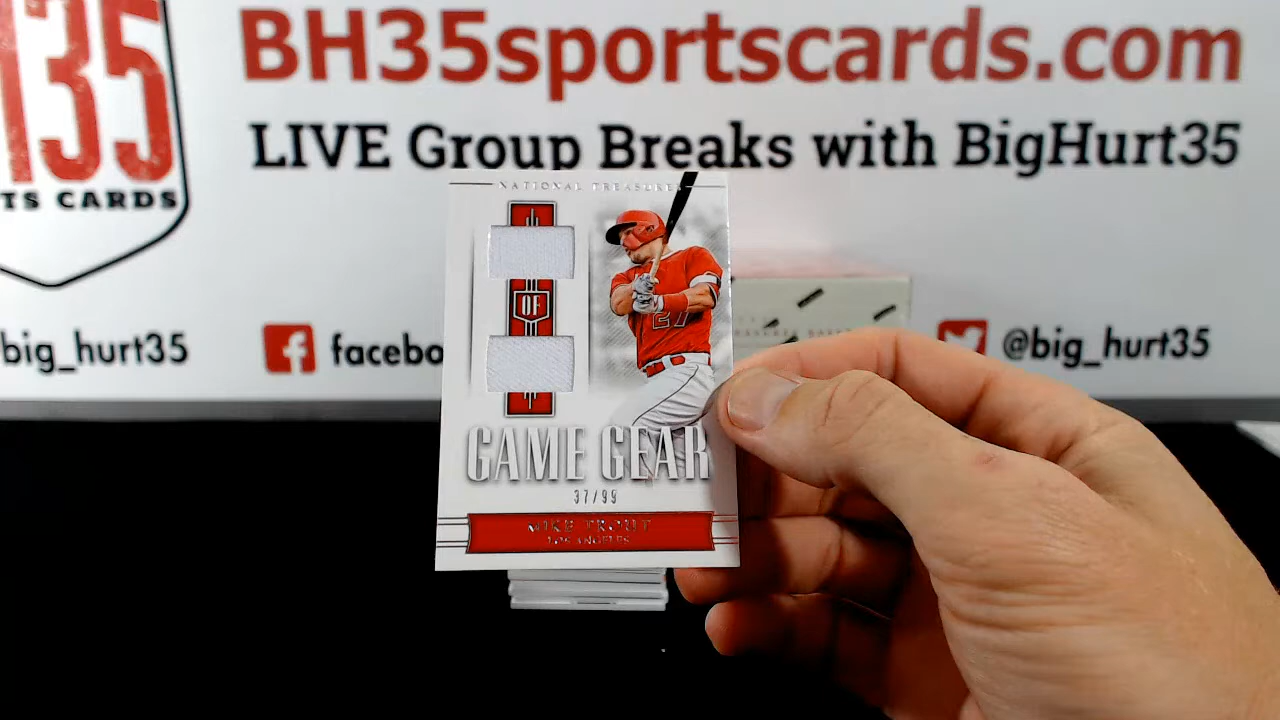 135
TS CARDS
BH35sportscards.com
LIVE Group Breaks with BigHurt35
big_hurt35
facebo
@big_hurt35
NATIONAL TREASURES
OF
27
GAME GEAR
37/99
MIKE TROUT
LOS ANGELES